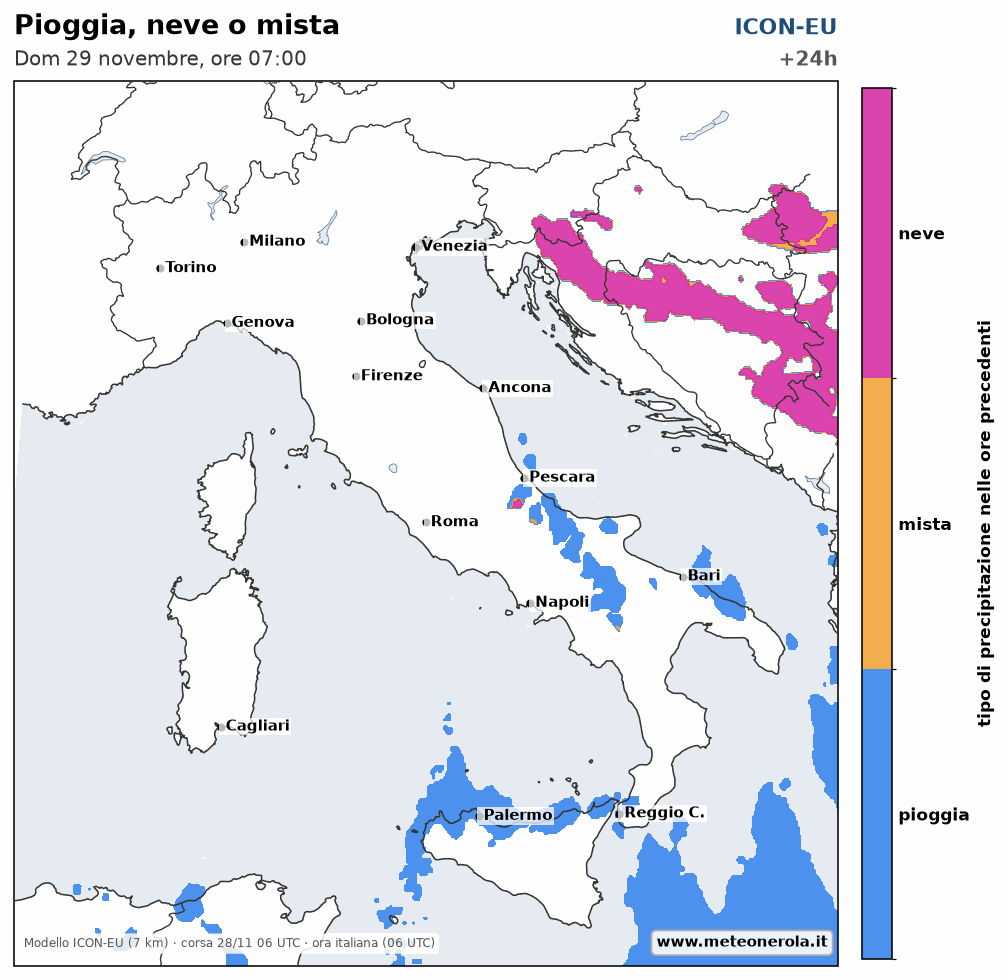 Pioggia, neve o mista
ICON-EU
Dom 29 novembre, ore 07:00
+24h
neve
Milano
Venezia
Torino
Bologna
Genova
Firenze
Ancona
Pescara
Roma
mista
Bari
Napoli
Cagliari
Palermo
Reggio C.
pioggia
tipo di precipitazione nelle ore precedenti
Modello ICON-EU (7 km) · corsa 28/11 06 UTC · ora italiana (06 UTC)
www.meteonerola.it